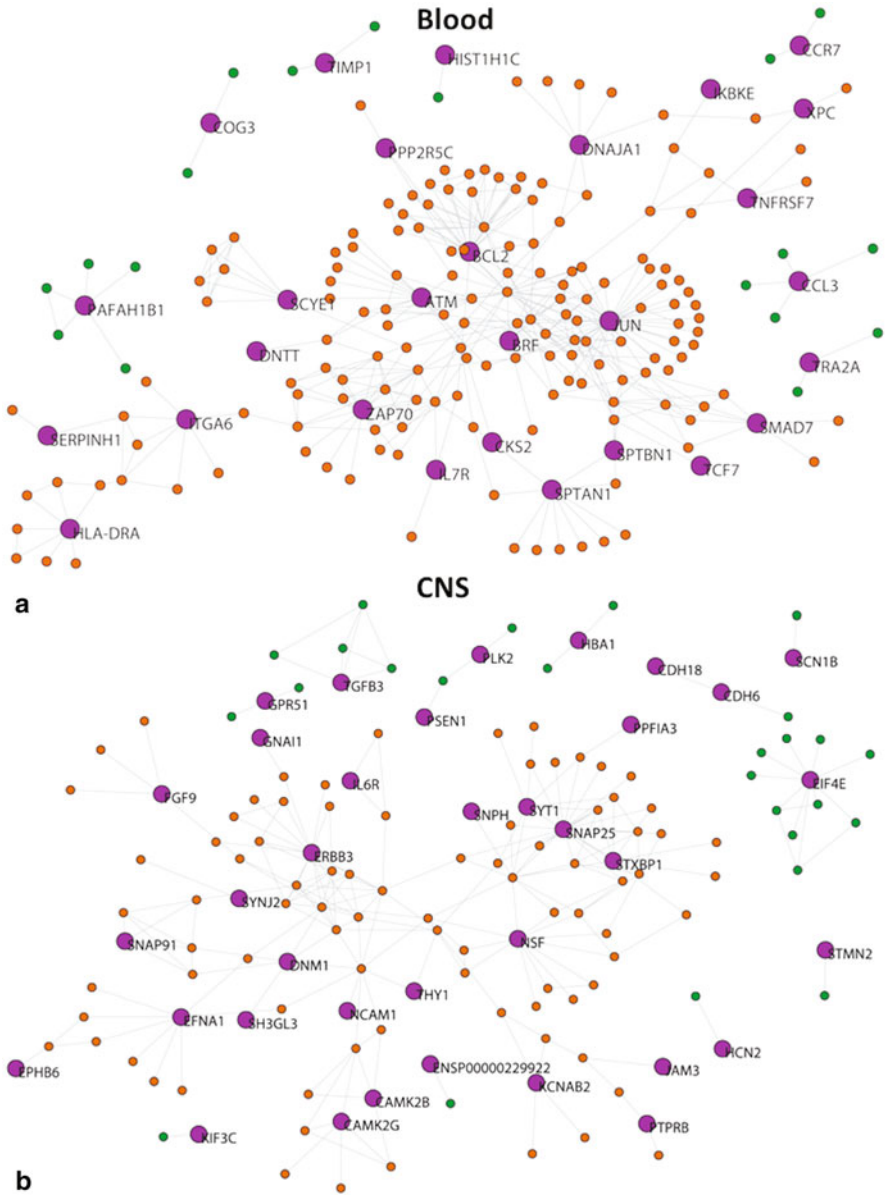 Blood
TIMP1
HIST1H1C
CCR7
COG3
IKBKE
XPC
PPP2R5C
DNAJA1
TNFRSF7
BCL2
CCL3
PAFAH1B1
SCYE1
ATM
JUN
BRF
DNTT
TRA2A
ZAP70
ITGA6
SMAD7
SERPINH1
CKS2
SPTBN1
IL7R
TCF7
SPTAN1
HLA-DRA
a
CNS
HBA1
PLK2
SCN1B
CDH18
TGFB3
CDH6
GPR51
PSEN1
PPFIA3
GNAI1
IL6R
EIF4E
FGF9
SNPH
SYT1
SNAP25
ERBB3
STXBP1
SYNJ2
SNAP91
NSF
STMN2
DNM1
THY1
EFNA1
SH3GL3
NCAM1
HCN2
EPHB6
ENSP00000229922
JAM3
KCNAB2
CAMK2B
CAMK2G
PTPRB
KIF3C
b